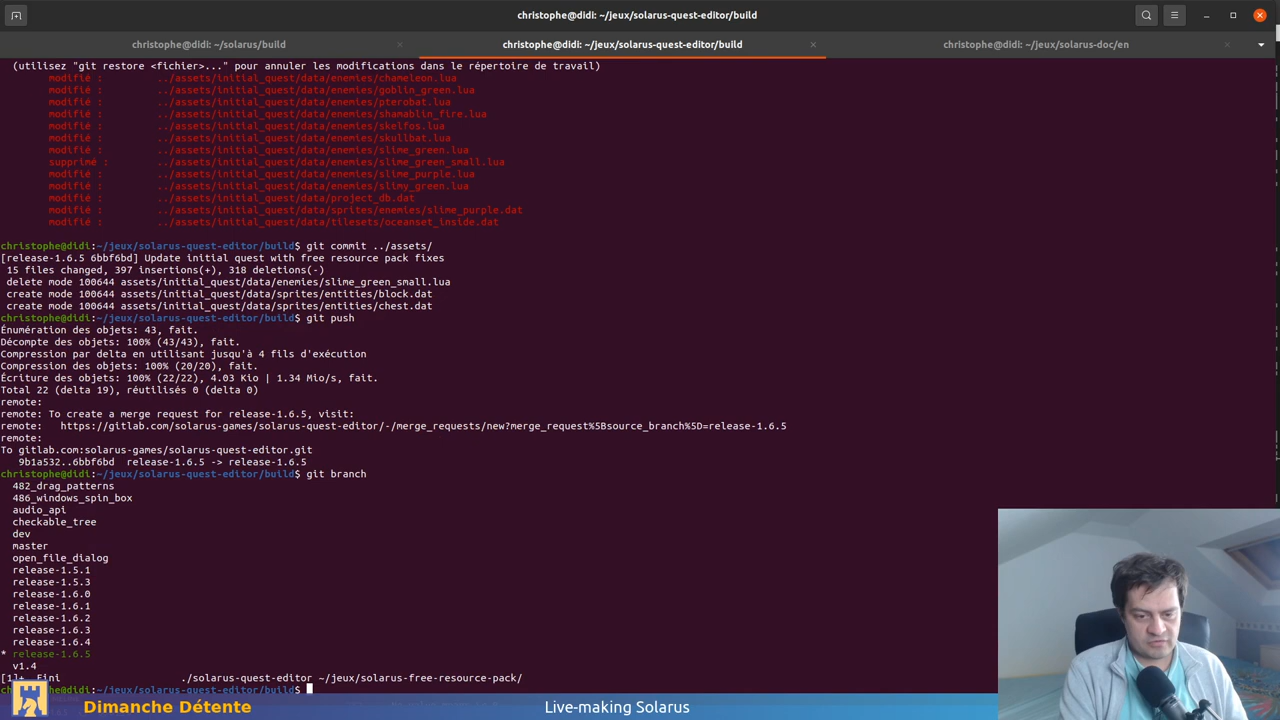 christophe@didi: ~/jeux/solarus-quest-editor/build
christophe@didi: ~/solarus/build
christophe@didi: ~/jeux/solarus-quest-editor/build
christophe@didi: ~/jeux/solarus-doc/en
(utilisez "git restore <fichier>..." pour annuler les modifications dans le répertoire de travail)
modifié : ../assets/initial_quest/data/enemies/chameleon.lua
modifié : ../assets/initial_quest/data/enemies/goblin_green.lua
modifié : ../assets/initial_quest/data/enemies/pterobat.lua
modifié : ../assets/initial_quest/data/enemies/shamablin_fire.lua
modifié : ../assets/initial_quest/data/enemies/skelfos.lua
modifié : ../assets/initial_quest/data/enemies/skullbat.lua
modifié : ../assets/initial_quest/data/enemies/slime_green.lua
supprimé : ../assets/initial_quest/data/enemies/slime_green_small.lua
modifié : ../assets/initial_quest/data/enemies/slime_purple.lua
modifié : ../assets/initial_quest/data/enemies/slimy_green.lua
modifié : ../assets/initial_quest/data/project_db.dat
modifié : ../assets/initial_quest/data/sprites/enemies/slime_purple.dat
modifié : ../assets/initial_quest/data/tilesets/oceanset_inside.dat
christophe@didi:~/jeux/solarus-quest-editor/build$ git commit ../assets/
[release-1.6.5 6bbf6bd] Update initial quest with free resource pack fixes
15 files changed, 397 insertions(+), 318 deletions(-)
delete mode 100644 assets/initial_quest/data/enemies/slime_green_small.lua
create mode 100644 assets/initial_quest/data/sprites/entities/block.dat
create mode 100644 assets/initial_quest/data/sprites/entities/chest.dat
christophe@didi:~/jeux/solarus-quest-editor/build$ git push
Énumération des objets: 43, fait.
Décompte des objets: 100% (43/43), fait.
Compression par delta en utilisant jusqu'à 4 fils d'exécution
Compression des objets: 100% (20/20), fait.
Écriture des objets: 100% (22/22), 4.03 Kio | 1.34 Mio/s, fait.
Total 22 (delta 19), réutilisés 0 (delta 0)
remote:
remote: To create a merge request for release-1.6.5, visit:
remote: https://gitlab.com/solarus-games/solarus-quest-editor/-/merge_requests/new?merge_request%5Bsource_branch%5D=release-1.6.5
remote:
To gitlab.com:solarus-games/solarus-quest-editor.git
9b1a532..6bbf6bd release-1.6.5 -> release-1.6.5
christophe@didi:~/jeux/solarus-quest-editor/build$ git branch
482_drag_patterns
486_windows_spin_box
audio_api
checkable_tree
dev
master
open_file_dialog
release-1.5.1
release-1.5.3
release-1.6.0
release-1.6.1
release-1.6.2
release-1.6.3
release-1.6.4
* release-1.6.5
v1.4
[1]+ Fini ./solarus-quest-editor ~/jeux/solarus-free-resource-pack/
christophe@didi:~/jeux/solarus-quest-editor/build$
Dimanche Détente
Live-making Solarus